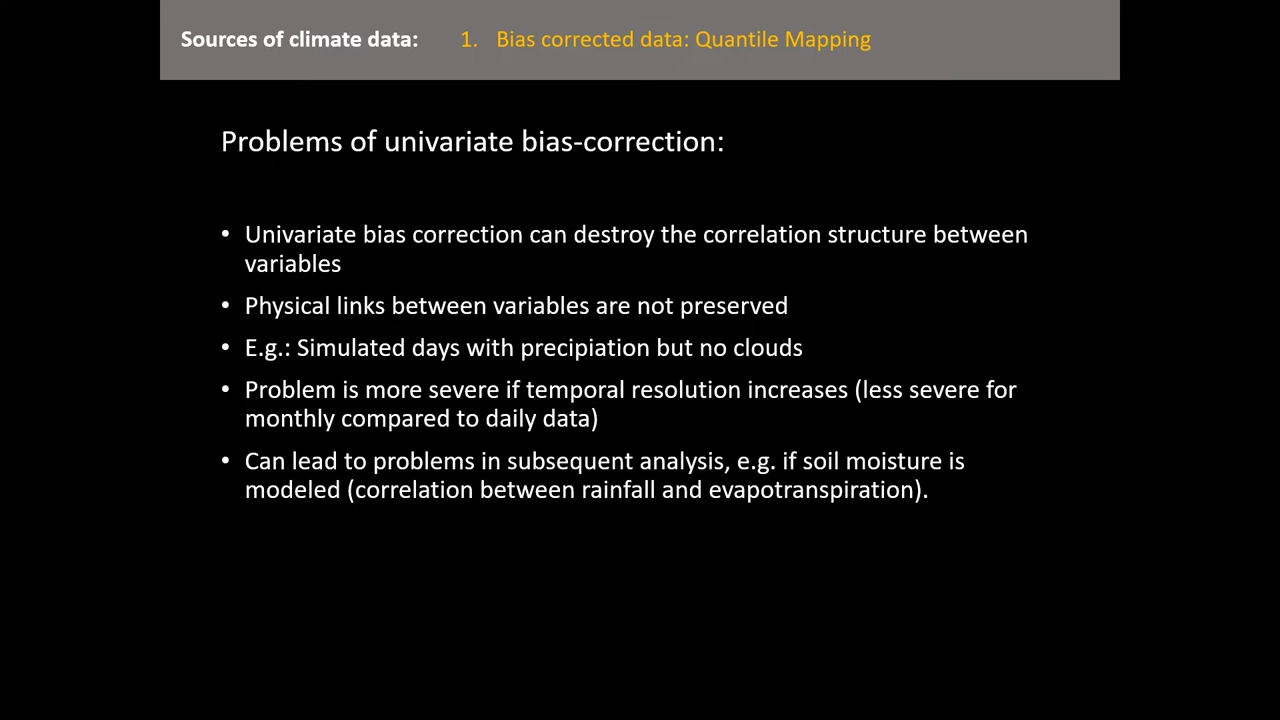 Sources of climate data: 1. Bias corrected data: Quantile Mapping
Problems of univariate bias-correction:
• Univariate bias correction can destroy the correlation structure between
variables
• Physical links between variables are not preserved
• E.g.: Simulated days with precipiation but no clouds
• Problem is more severe if temporal resolution increases (less severe for
monthly compared to daily data)
• Can lead to problems in subsequent analysis, e.g. if soil moisture is
modeled (correlation between rainfall and evapotranspiration).